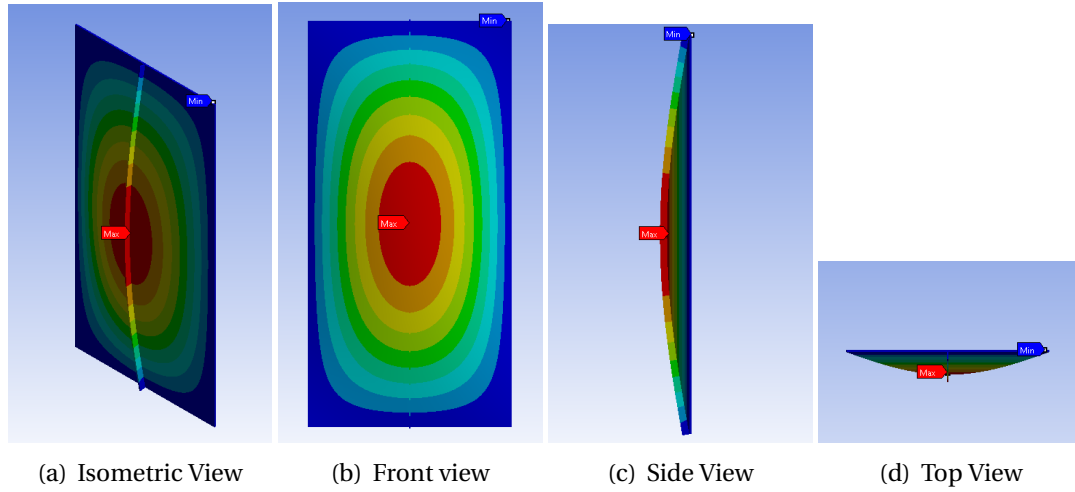 Min
Max
Min
Max
Min
Max
Min
Max
(a) Isometric View
(b) Front view
(c) Side View
(d) Top View